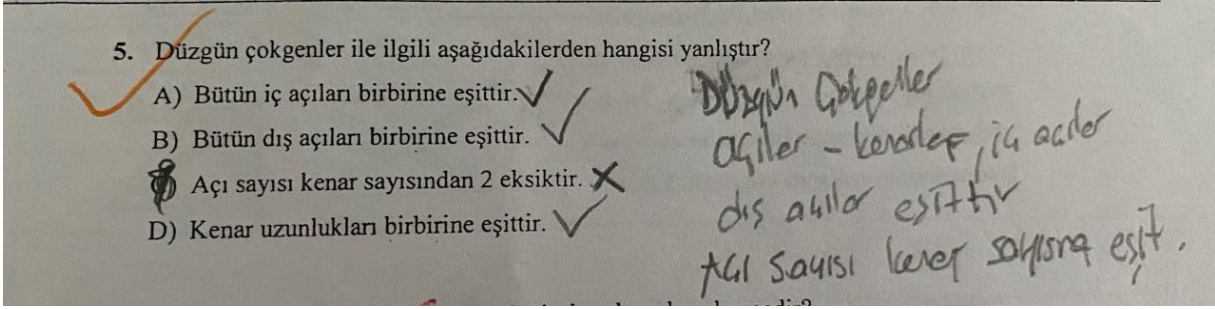 5. Düzgün çokgenler ile ilgili aşağıdakilerden hangisi yanlıştır?
A) Bütün iç açıları birbirine eşittir.
B) Bütün dış açıları birbirine eşittir.
Açı sayısı kenar sayısından 2 eksiktir.
D) Kenar uzunlukları birbirine eşittir.
Düzgün Çokgenler
açılar - kenarlar, iç açılar
dış açılar eşittir
Açı sayısı kenar sayısına eşit.